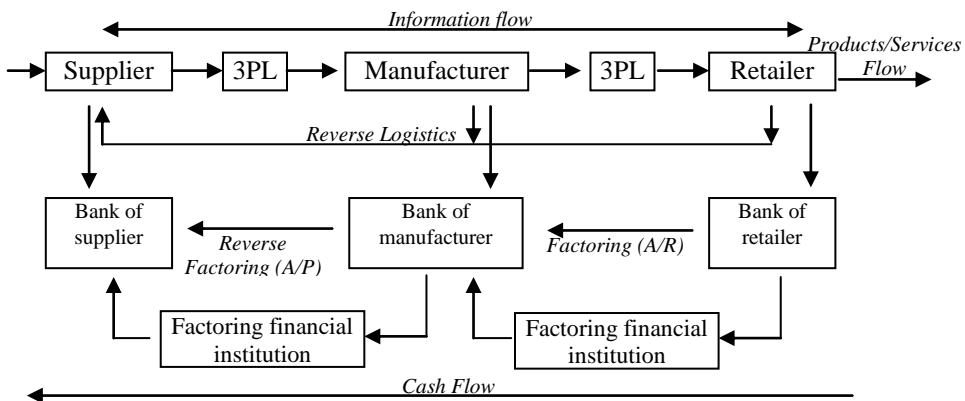 Information flow
Products/Services
Flow
Supplier
3PL
Manufacturer
3PL
Retailer
Reverse Logistics
Bank of
supplier
Bank of
manufacturer
Bank of
retailer
Reverse
Factoring (A/P)
Factoring (A/R)
Factoring financial
institution
Factoring financial
institution
Cash Flow